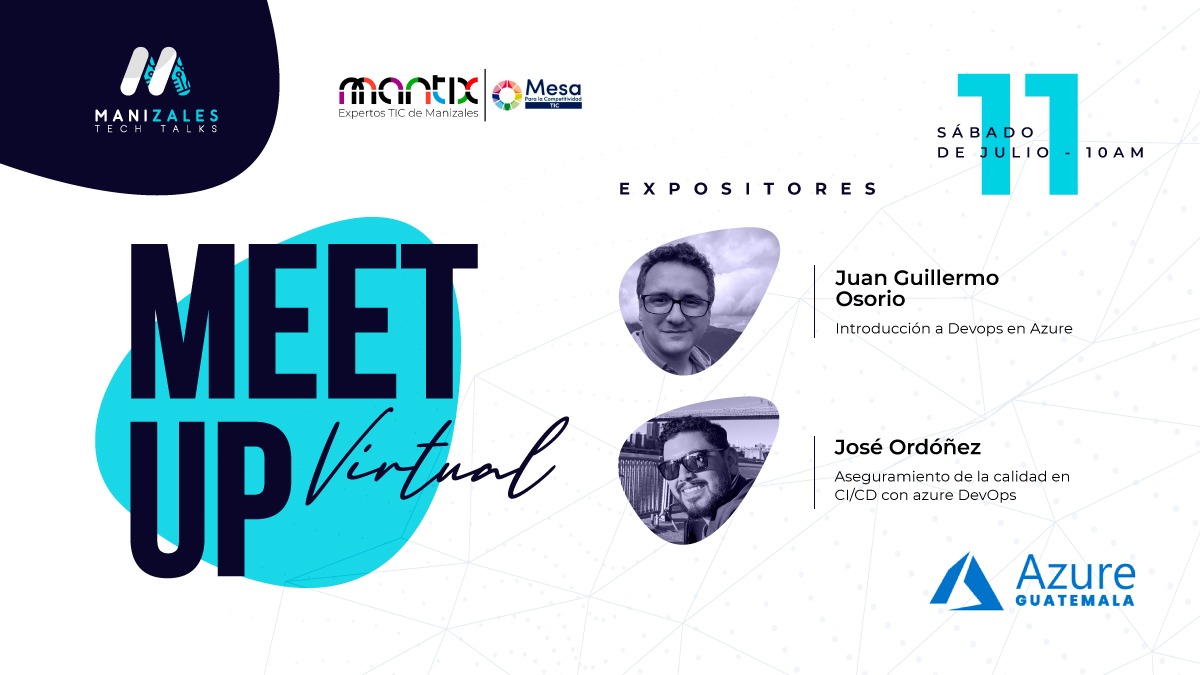 MANIZALES
TECH TALKS
mantix
Expertos TIC de Manizales
Mesa
Para la Competitividad
TIC
11
SÁBADO
DE JULIO - 10AM
EXPOSITORES
MEET
UP Virtual
Juan Guillermo
Osorio
Introducción a Devops en Azure
José Ordóñez
Aseguramiento de la calidad en
CI/CD con azure DevOps
Azure
GUATEMALA